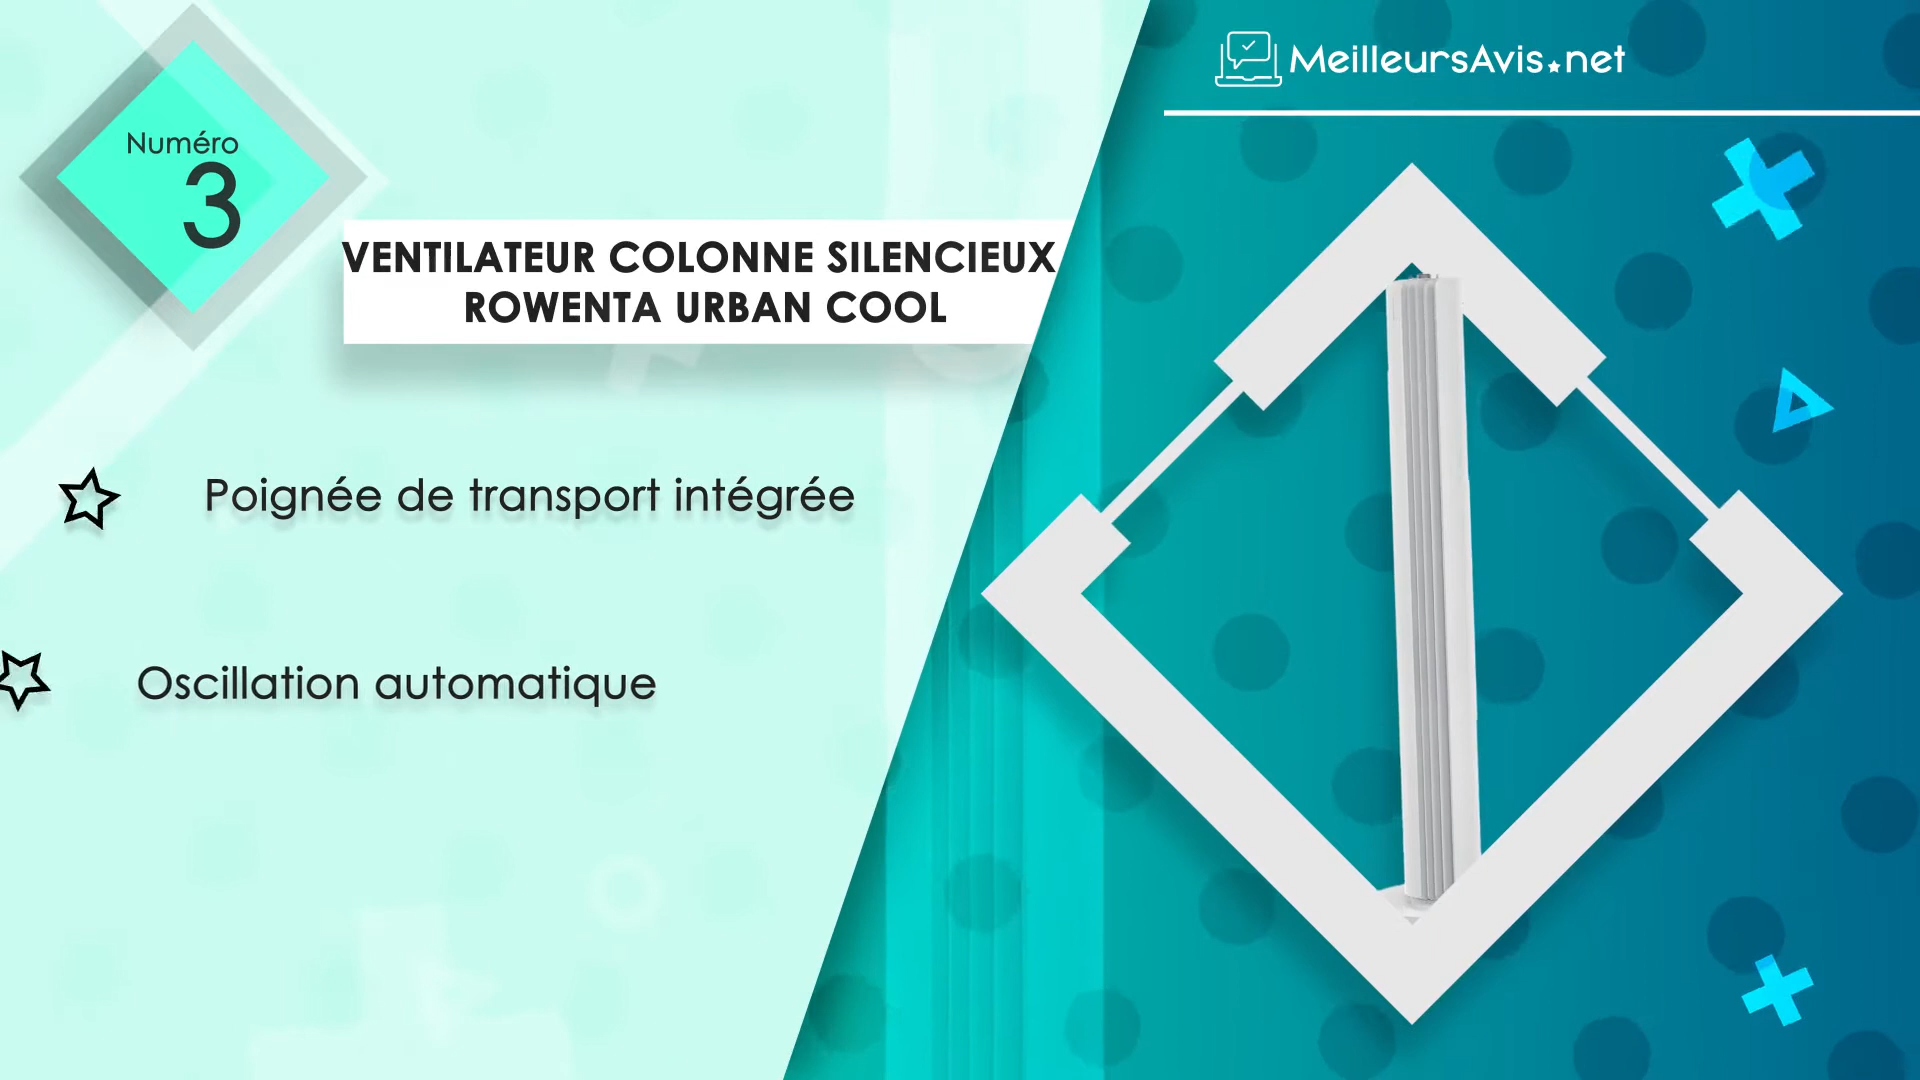 MeilleursAvis.net
Numéro
3
VENTILATEUR COLONNE SILENCIEUX
ROWENTA URBAN COOL
Poignée de transport intégrée
Oscillation automatique